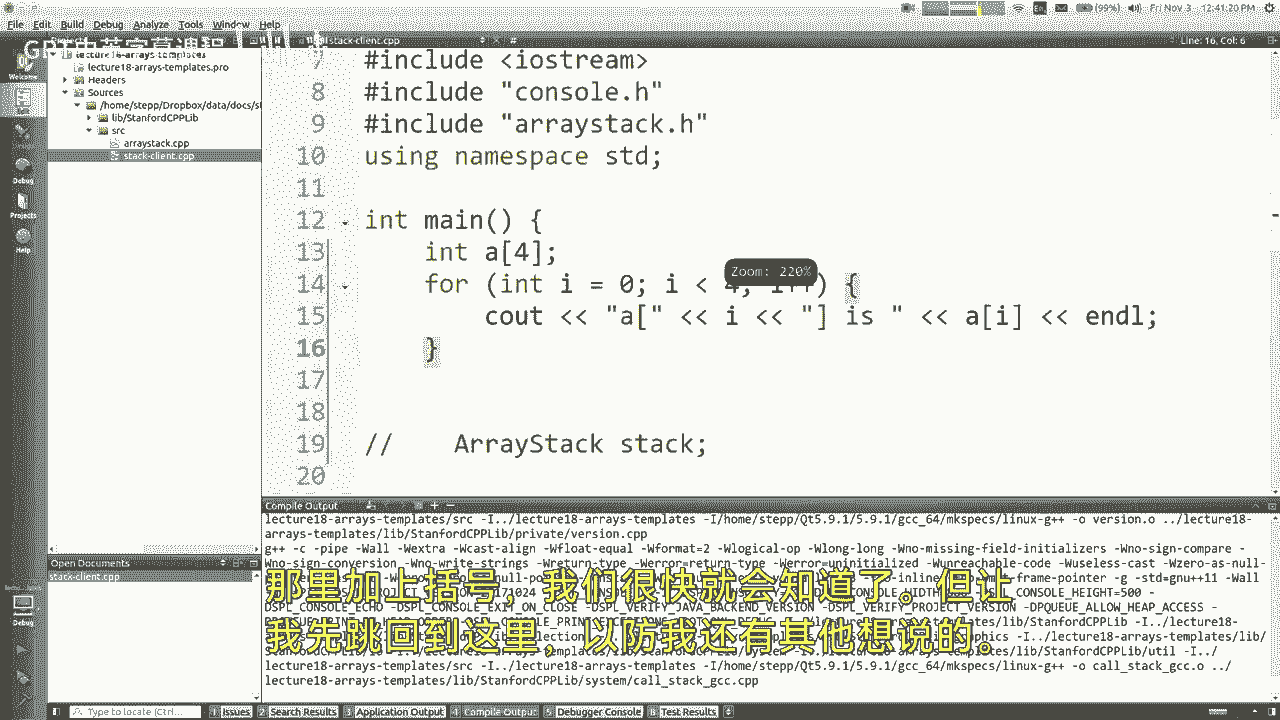 File Edit Build Debug Analyze Tools Window Help
(99%) Fri Nov 3 12:41:20 PM
stack-client.cpp
Line: 16, Col: 6
Welcome
lecture18-arrays-templates
lecture18-arrays-templates.pro
Headers
Sources
/home/stepp/Dropbox/data/docs/st
lib/StanfordCPPLib
src
arraystack.cpp
stack-client.cpp
Debug
Projects
Help
7 #include <iostream>
8 #include "console.h"
9 #include "arraystack.h"
10 using namespace std;
11
12 int main() {
13 int a[4];
14 for (int i = 0; i < 4; i++) {
Zoom: 220%
15 cout << "a[" << i << "] is " << a[i] << endl;
16 }
17
18
19 // ArrayStack stack;
20
Compile Output
lecture18-arrays-templates/src -I../lecture18-arrays-templates -I/home/stepp/Qt5.9.1/5.9.1/gcc_64/mkspecs/linux-g++ -o version.o ../lecture18-
arrays-templates/lib/StanfordCPPLib/private/version.cpp
g++ -c -pipe -Wall -Wextra -Wcast-align -Wfloat-equal -Wformat=2 -Wlogical-op -Wlong-long -Wno-missing-field-initializers -Wno-sign-compare -
Wno-sign-conversion -Wno-write-strings -Wreturn-type -Werror=return-type -Werror=uninitialized -Wunreachable-code -Wuseless-cast -Wzero-as-null-
lecture18-arrays-templates/src -I../lecture18-arrays-templates -I/home/stepp/Qt5.9.1/5.9.1/gcc_64/mkspecs/linux-g++ -o call_stack_gcc.o ../
lecture18-arrays-templates/lib/StanfordCPPLib/system/call_stack_gcc.cpp
那里加上括号，我们很快就会知道了。但让
我先跳回到这里，以防我还有其他想说的。
Open Documents
stack-client.cpp
Debug
Type to locate (Ctrl...
1 Issues 2 Search Results 3 Application Output 4 Compile Output 5 Debugger Console 8 Test Results